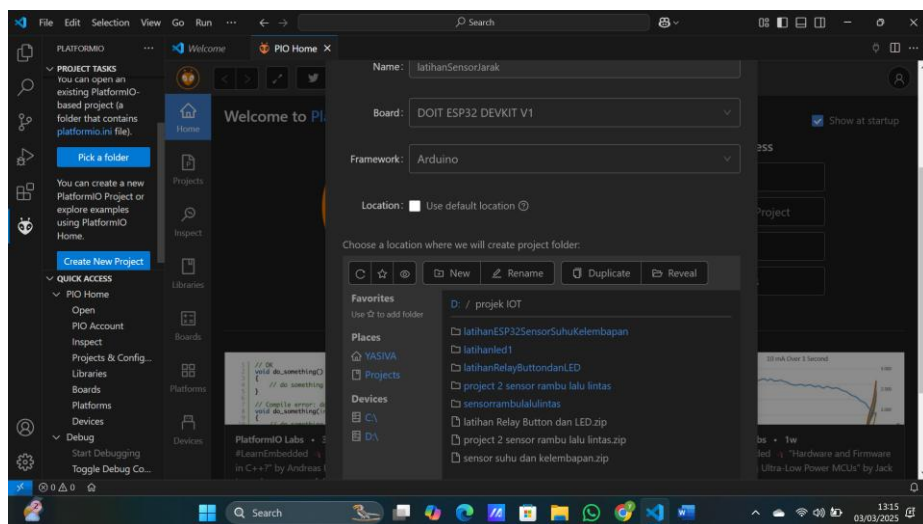 File Edit Selection View Go Run ··· Search
PLATFORMIO ··· Welcome PIO Home
PROJECT TASKS
You can open an
existing PlatformIO-
based project (a
folder that contains
platformio.ini file).
Pick a folder
You can create a new
PlatformIO Project or
explore examples
using PlatformIO
Home.
Create New Project
QUICK ACCESS
PIO Home
Open
PIO Account
Inspect
Projects & Config...
Libraries
Boards
Platforms
Devices
Debug
Start Debugging
Toggle Debug Co...
Home
Projects
Inspect
Libraries
Boards
Platforms
Devices
Welcome to Pl
Show at startup
ess
Project
Name: latihanSensorJarak
Board: DOIT ESP32 DEVKIT V1
Framework: Arduino
Location: Use default location
Choose a location where we will create project folder:
New Rename Duplicate Reveal
Favorites
Use ☆ to add folder
Places
YASIVA
Projects
Devices
C:\
D:\
D: / projek IOT
latihanESP32SensorSuhuKelembapan
latihanled1
latihanRelayButtondanLED
project 2 sensor rambu lalu lintas
sensorrambulalulintas
latihan Relay Button dan LED.zip
project 2 sensor rambu lalu lintas.zip
sensor suhu dan kelembapan.zip
// OK
void do_something()
{
// do something
}
// Compile error: d
void do_something(i
PlatformIO Labs • 3
#LearnEmbedded
in C++?" by Andreas
10 mA Over 1 Second
bs • 1w
led "Hardware and Firmware
Ultra-Low Power MCUs" by Jack
0 0 0
Search
13:15
03/03/2025